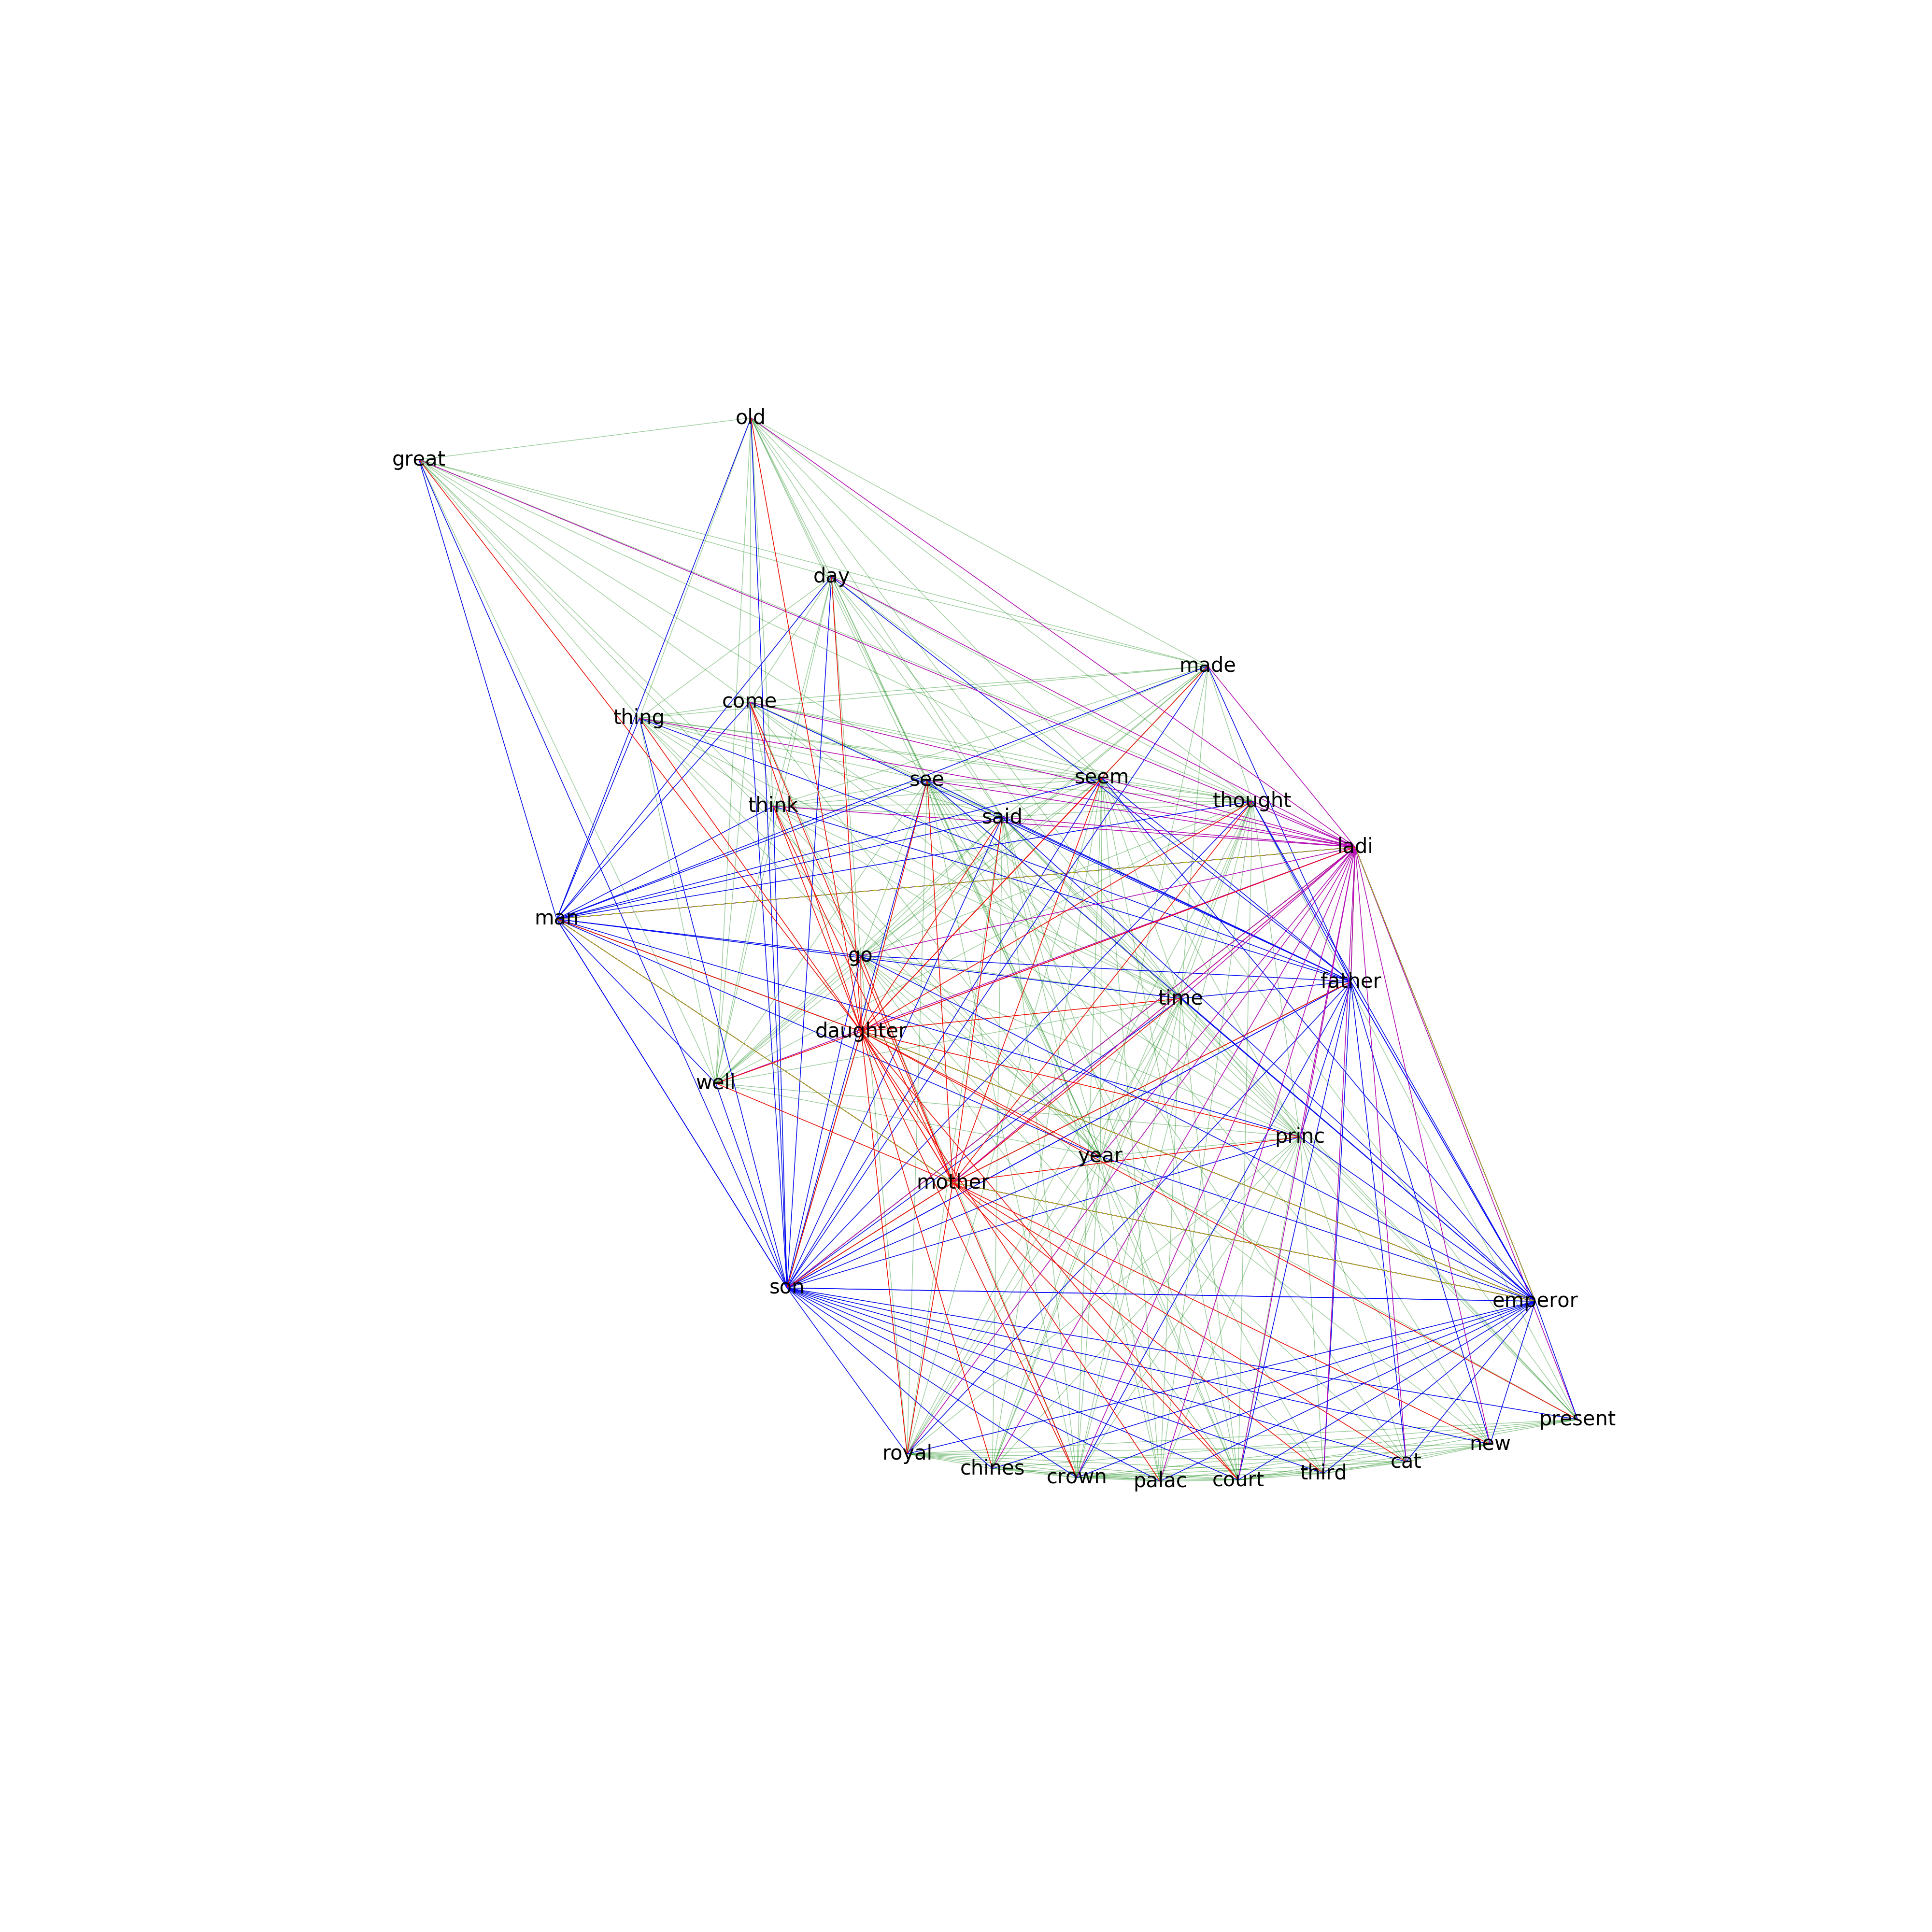 old
great
day
made
come
thing
seem
see
thought
think
said
ladi
man
go
father
time
daughter
well
princ
year
mother
son
emperor
present
new
royal
cat
chines
third
crown
court
palac